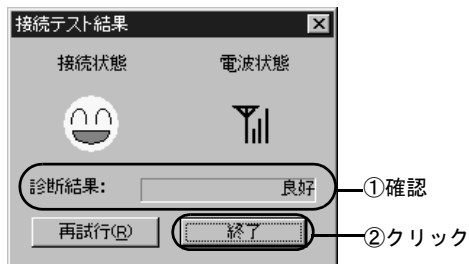 接続テスト結果
接続状態 電波状態
診断結果: 良好
①確認
再試行(R) 終了
②クリック